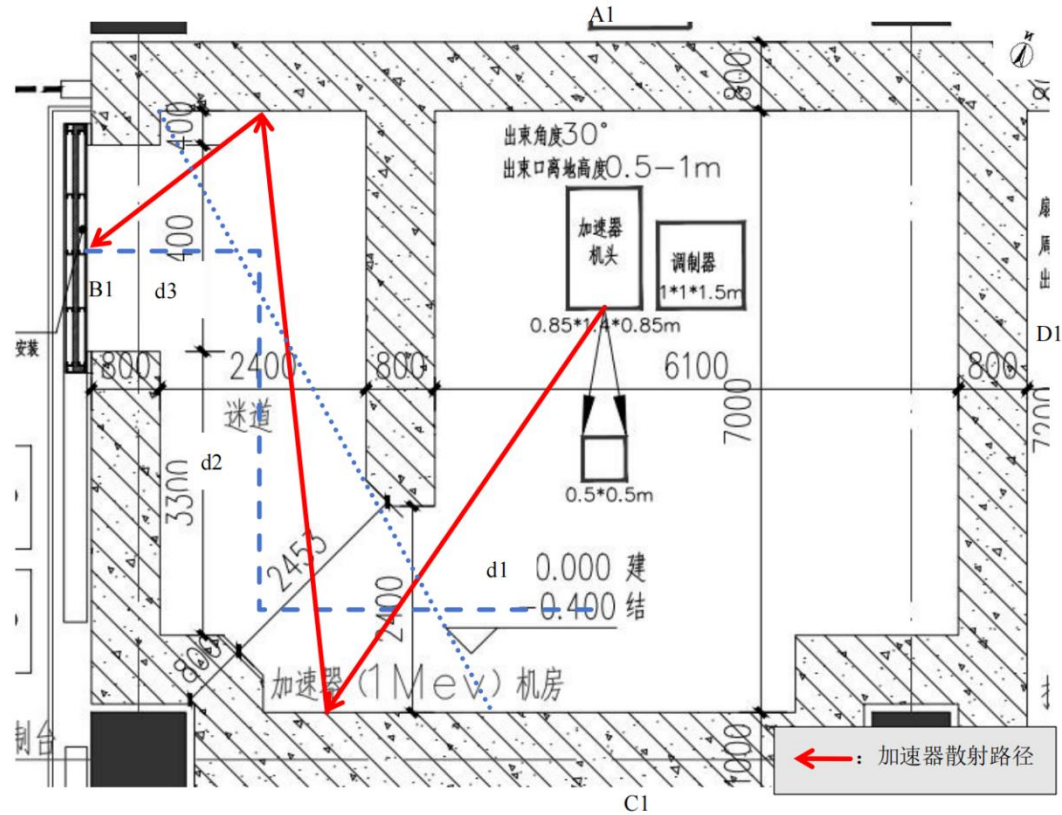 A1
N
800
400
出束角度30°
出束口离地高度0.5-1m
加速器
机头
调制器
1*1*1.5m
扇
周
出
400
B1
d3
0.85*1.4*0.85m
D1
安装
800
2400
800
6100
800
迷道
7000
7200
d2
3300
0.5*0.5m
2453
d1
0.000 建
-0.400 结
2400
800
加速器(1Mev)机房
制台
1000
←:加速器散射路径
C1